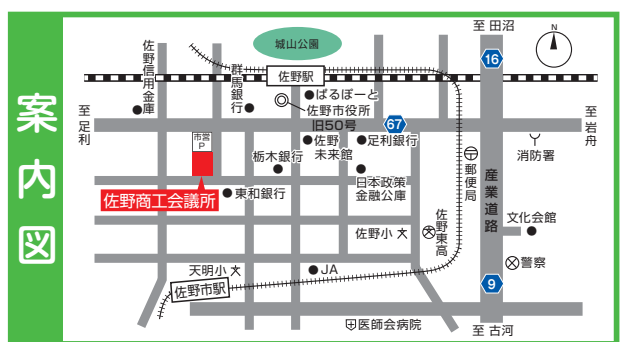 案内図
至 田沼
N
城山公園
16
佐野信用金庫
群馬銀行
佐野駅
ぱるぽーと
佐野市役所
至 足利
旧50号
67
至 岩舟
市営
P
佐野
未来館
足利銀行
消防署
栃木銀行
郵便局
日本政策
金融公庫
産業道路
佐野商工会議所
東和銀行
文化会館
佐野小
佐野東高
天明小
JA
警察
佐野市駅
9
医師会病院
至 古河